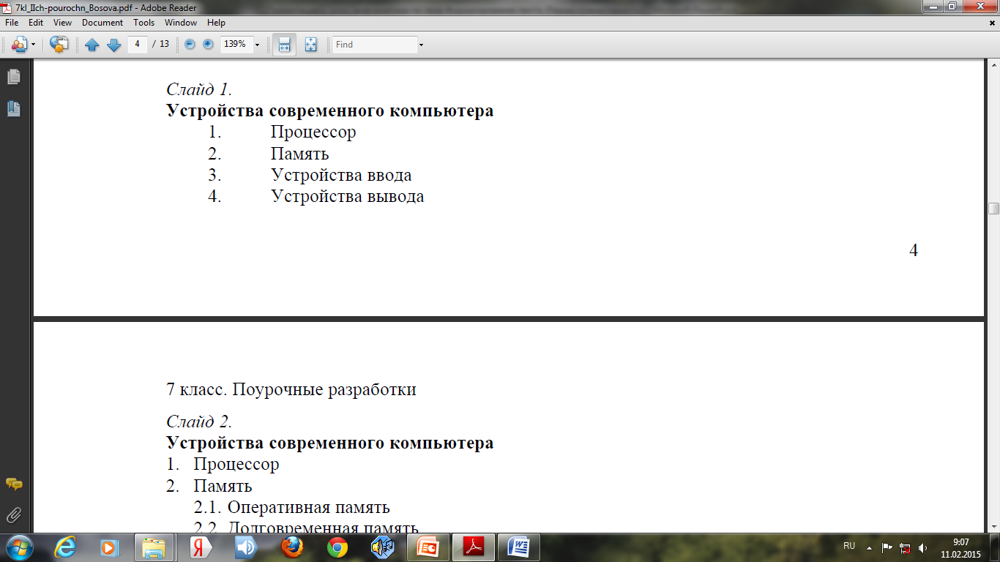 7kl_IIch-pourochn_Bosova.pdf - Adobe Reader
File Edit View Document Tools Window Help
4 / 13 139% Find
Слайд 1.
Устройства современного компьютера
1. Процессор
2. Память
3. Устройства ввода
4. Устройства вывода
4
7 класс. Поурочные разработки
Слайд 2.
Устройства современного компьютера
1. Процессор
2. Память
2.1. Оперативная память
2.2. Долговременная память
RU 9:07
11.02.2015